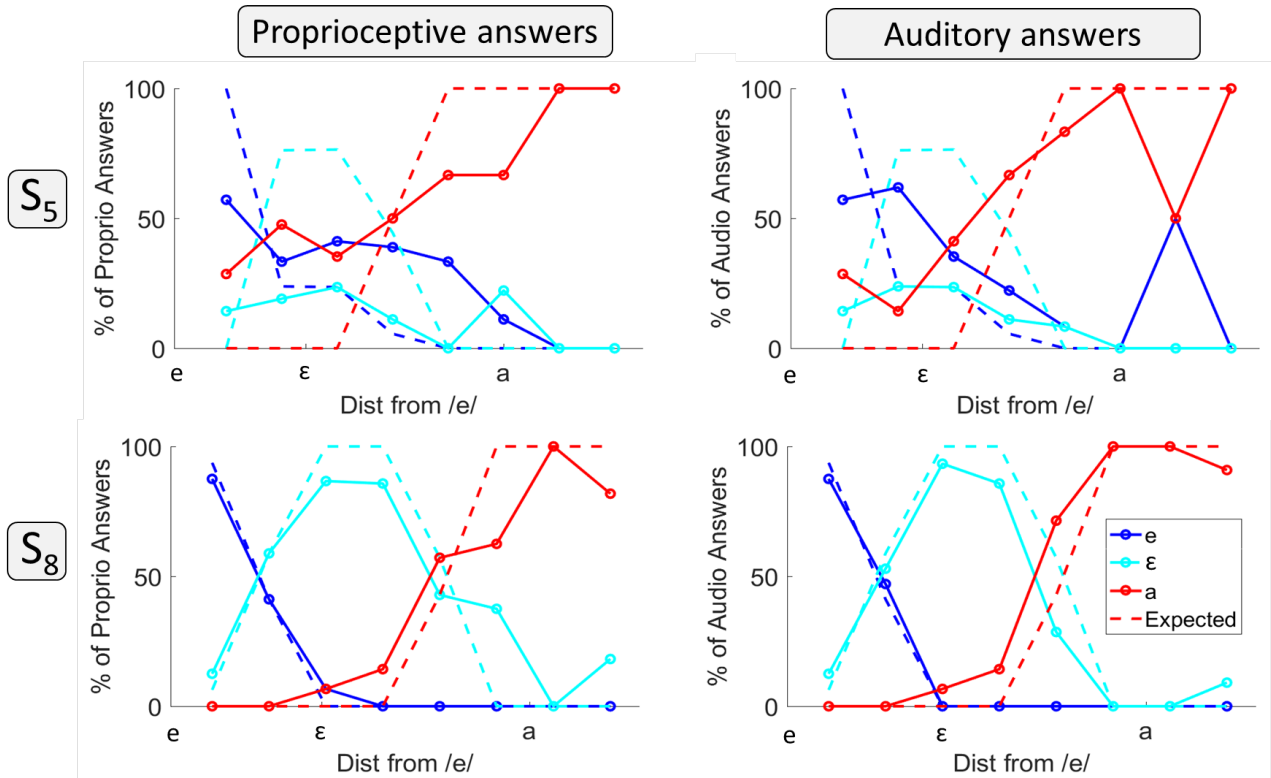 Proprioceptive answers
Auditory answers
S5
% of Proprio Answers
100
50
0
e
ε
a
Dist from /e/
% of Audio Answers
100
50
0
e
ε
a
Dist from /e/
S8
% of Proprio Answers
100
50
0
e
ε
a
Dist from /e/
% of Audio Answers
100
50
0
e
ε
a
Dist from /e/
e
ε
a
Expected